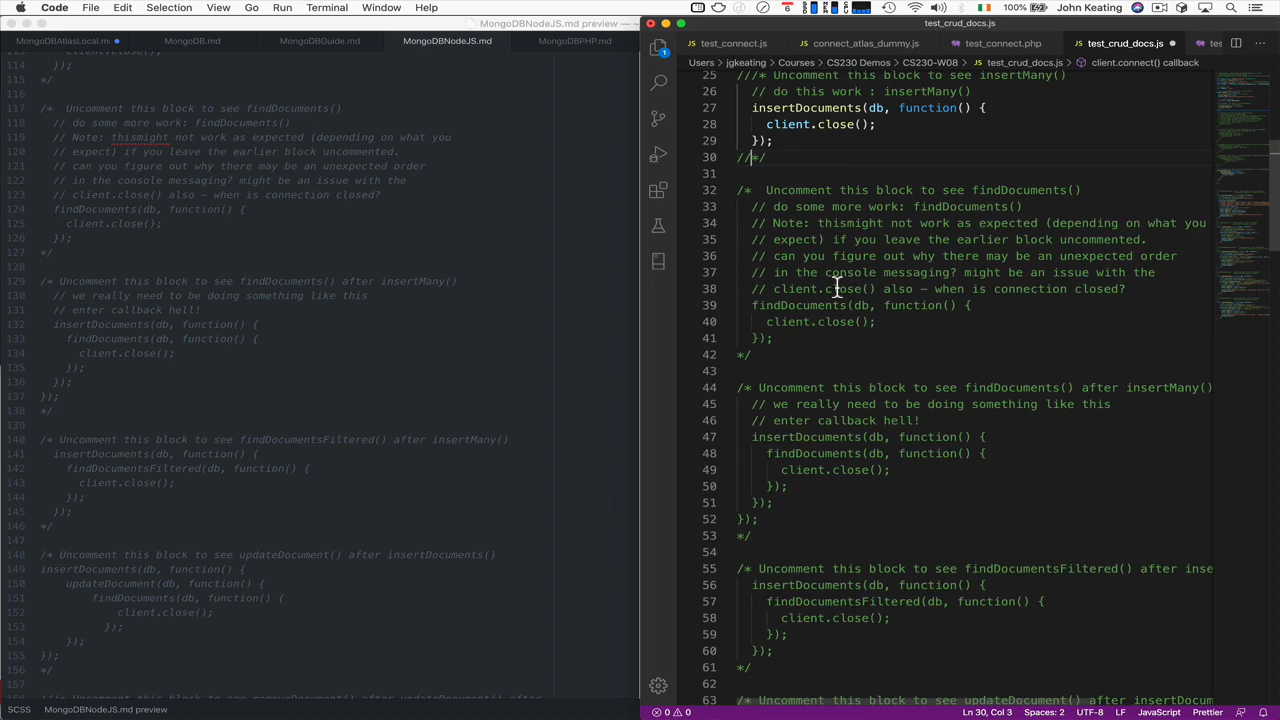 Code File Edit Selection View Go Run Terminal Window Help
100% John Keating
MongoDBNodeJS.md preview
MongoDBAtlasLocal.md MongoDB.md MongoDBGuide.md MongoDBNodeJS.md MongoDBPHP.md
114 });
115 */
116
117 /*  Uncomment this block to see findDocuments()
118 // do some more work: findDocuments()
119 // Note: thismight not work as expected (depending on what you
120 // expect) if you leave the earlier block uncommented.
121 // can you figure out why there may be an unexpected order
122 // in the console messaging? might be an issue with the
123 // client.close() also - when is connection closed?
124 findDocuments(db, function() {
125 client.close();
126 });
127 */
128
129 /* Uncomment this block to see findDocuments() after insertMany()
130 // we really need to be doing something like this
131 // enter callback hell!
132 insertDocuments(db, function() {
133 findDocuments(db, function() {
134 client.close();
135 });
136 });
137 });
138 */
139
140 /* Uncomment this block to see findDocumentsFiltered() after insertMany()
141 insertDocuments(db, function() {
142 findDocumentsFiltered(db, function() {
143 client.close();
144 });
145 });
146 */
147
148 /* Uncomment this block to see updateDocument() after insertDocuments()
149 insertDocuments(db, function() {
150 updateDocument(db, function() {
151 findDocuments(db, function() {
152 client.close();
153 });
154 });
155 });
156 */
157
SCSS MongoDBNodeJS.md preview
test_crud_docs.js
test_connect.js connect_atlas_dummy.js test_connect.php test_crud_docs.js
Users > jgkeating > Courses > CS230 Demos > CS230-W08 > test_crud_docs.js > client.connect() callback
25 ///* Uncomment this block to see insertMany()
26 // do this work : insertMany()
27 insertDocuments(db, function() {
28 client.close();
29 });
30 //*/
31
32 /*  Uncomment this block to see findDocuments()
33 // do some more work: findDocuments()
34 // Note: thismight not work as expected (depending on what you
35 // expect) if you leave the earlier block uncommented.
36 // can you figure out why there may be an unexpected order
37 // in the console messaging? might be an issue with the
38 // client.close() also - when is connection closed?
39 findDocuments(db, function() {
40 client.close();
41 });
42 */
43
44 /* Uncomment this block to see findDocuments() after insertMany()
45 // we really need to be doing something like this
46 // enter callback hell!
47 insertDocuments(db, function() {
48 findDocuments(db, function() {
49 client.close();
50 });
51 });
52 });
53 */
54
55 /* Uncomment this block to see findDocumentsFiltered() after inse
56 insertDocuments(db, function() {
57 findDocumentsFiltered(db, function() {
58 client.close();
59 });
60 });
61 */
62
63 /* Uncomment this block to see updateDocument() after insertDocum
0 0 Ln 30, Col 3 Spaces: 2 UTF-8 LF JavaScript Prettier